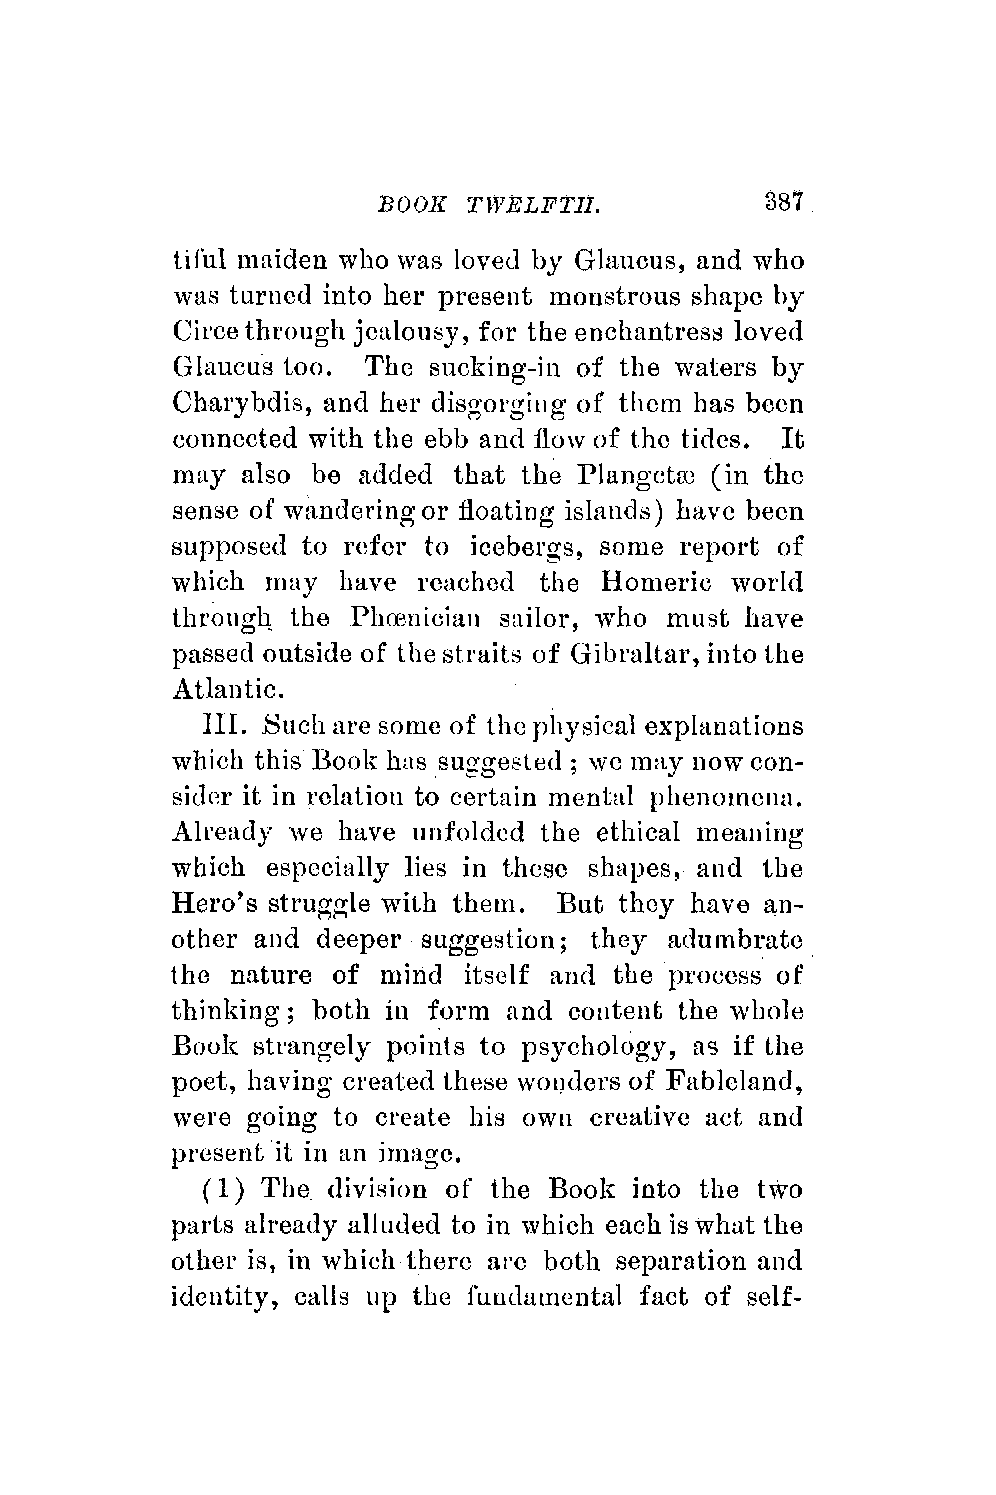 BOOK TWELFTH. 387
tiful maiden who was loved by Glaucus, and who
was turned into her present monstrous shape by
Circe through jealousy, for the enchantress loved
Glaucus too. The sucking-in of the waters by
Charybdis, and her disgorging of them has been
connected with the ebb and flow of the tides. It
may also be added that the Plangctæ (in the
sense of wandering or floating islands) have been
supposed to refer to icebergs, some report of
which may have reached the Homeric world
through the Phœnician sailor, who must have
passed outside of the straits of Gibraltar, into the
Atlantic.
III. Such are some of the physical explanations
which this Book has suggested; we may now con-
sider it in relation to certain mental phenomena.
Already we have unfolded the ethical meaning
which especially lies in these shapes, and the
Hero's struggle with them. But they have an-
other and deeper suggestion; they adumbrate
the nature of mind itself and the process of
thinking; both in form and content the whole
Book strangely points to psychology, as if the
poet, having created these wonders of Fableland,
were going to create his own creative act and
present it in an image.
(1) The division of the Book into the two
parts already alluded to in which each is what the
other is, in which there are both separation and
identity, calls up the fundamental fact of self-